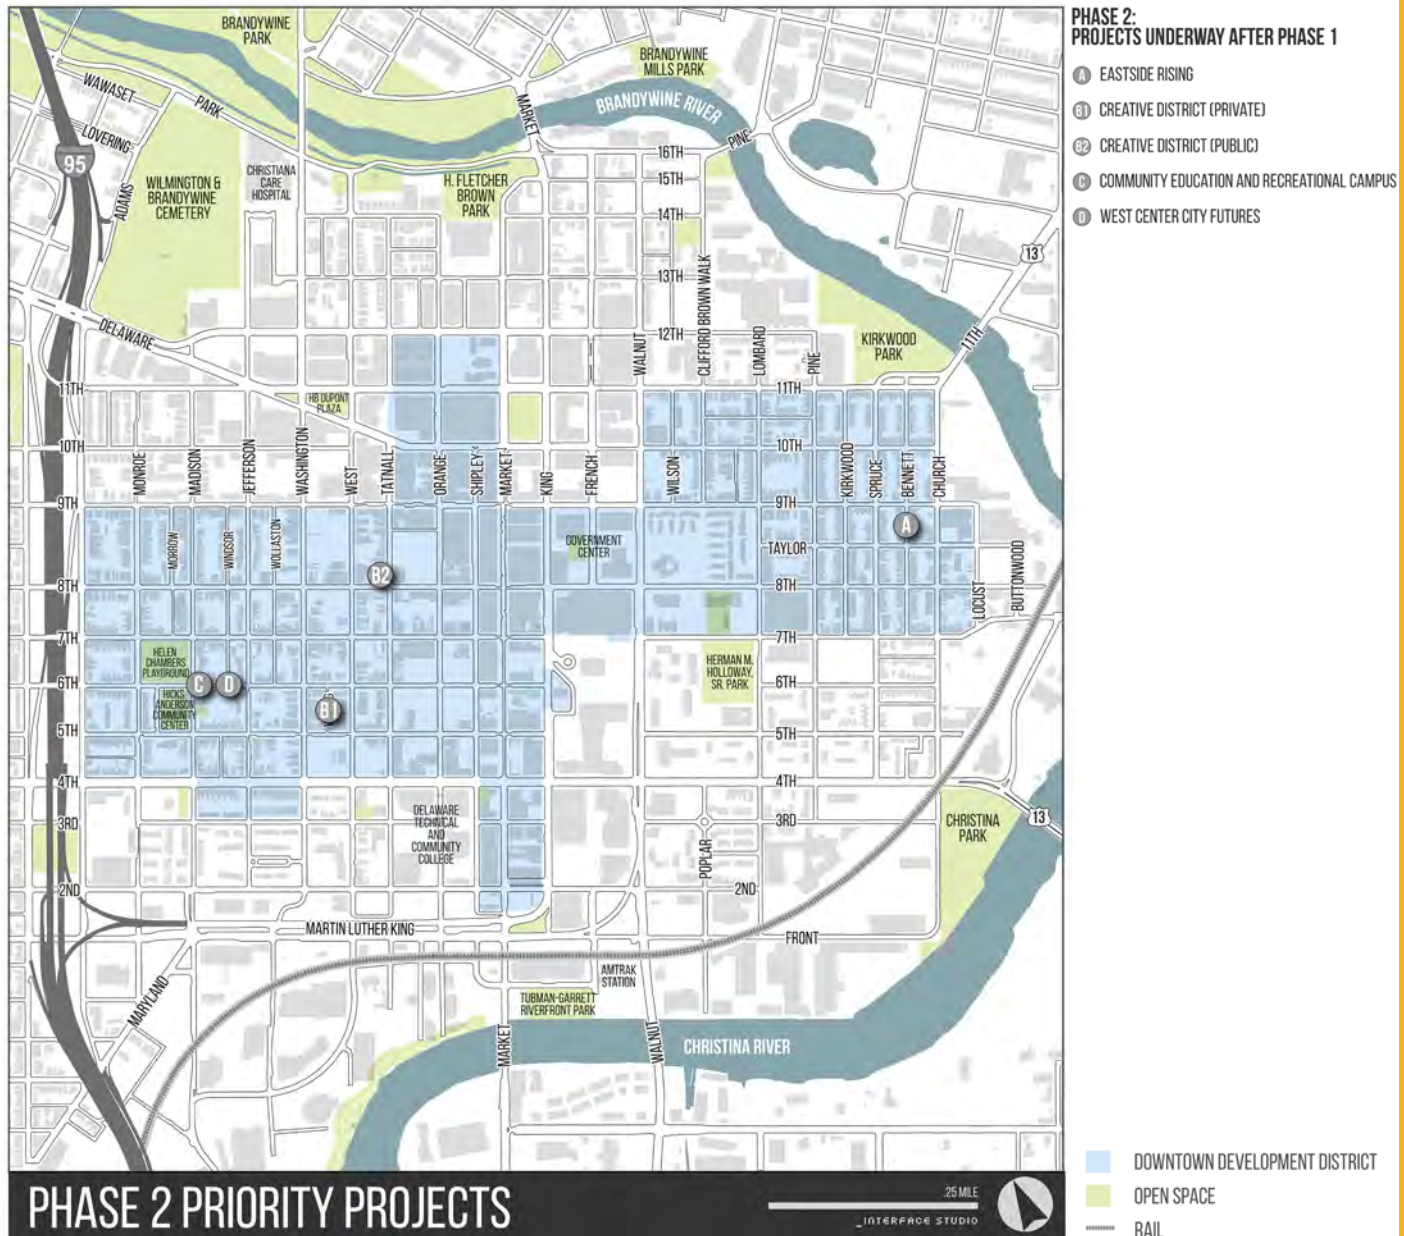 PHASE 2:
PROJECTS UNDERWAY AFTER PHASE 1
A EASTSIDE RISING
B1 CREATIVE DISTRICT (PRIVATE)
B2 CREATIVE DISTRICT (PUBLIC)
C COMMUNITY EDUCATION AND RECREATIONAL CAMPUS
D WEST CENTER CITY FUTURES
BRANDYWINE
PARK
BRANDYWINE
MILLS PARK
WAWASET
PARK
LOVERING
MARKET
BRANDYWINE RIVER
PINE
95
ADAMS
WILMINGTON &
BRANDYWINE
CEMETERY
CHRISTIANA
CARE
HOSPITAL
H. FLETCHER
BROWN
PARK
16TH
15TH
14TH
13TH
12TH
CLIFFORD BROWN WALK
13
DELAWARE
WALNUT
LOMBARD
PINE
KIRKWOOD
PARK
11TH
11TH
HB DUPONT
PLAZA
11TH
10TH
10TH
MONROE
MADISON
JEFFERSON
WASHINGTON
WEST
TATNALL
ORANGE
SHIPLEY
MARKET
KING
FRENCH
WILSON
KIRKWOOD
SPRUCE
BENNETT
CHURCH
9TH
9TH
A
MORROW
WINDSOR
WOLLASTON
GOVERNMENT
CENTER
TAYLOR
B2
8TH
8TH
LOCUST
BUTTONWOOD
7TH
7TH
HELEN
CHAMBERS
PLAYGROUND
HERMAN M.
HOLLOWAY,
SR. PARK
6TH
C
D
6TH
HICKS
ANDERSON
COMMUNITY
CENTER
B1
5TH
5TH
4TH
4TH
DELAWARE
TECHNICAL
AND
COMMUNITY
COLLEGE
3RD
3RD
CHRISTINA
PARK
13
POPLAR
2ND
2ND
MARTIN LUTHER KING
FRONT
AMTRAK
STATION
MARYLAND
TUBMAN-GARRETT
RIVERFRONT PARK
MARKET
WALNUT
CHRISTINA RIVER
PHASE 2 PRIORITY PROJECTS
.25 MILE
_INTERFACE STUDIO
DOWNTOWN DEVELOPMENT DISTRICT
OPEN SPACE
RAIL